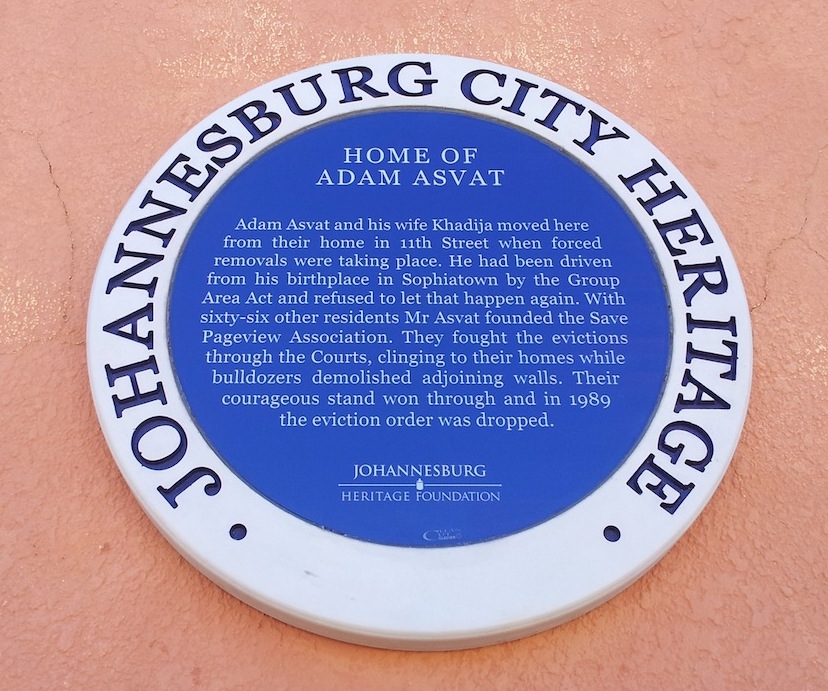 JOHANNESBURG CITY HERITAGE
HOME OF
ADAM ASVAT
Adam Asvat and his wife Khadija moved here
from their home in 11th Street when forced
removals were taking place. He had been driven
from his birthplace in Sophiatown by the Group
Area Act and refused to let that happen again. With
sixty-six other residents Mr Asvat founded the Save
Pageview Association. They fought the evictions
through the Courts, clinging to their homes while
bulldozers demolished adjoining walls. Their
courageous stand won through and in 1989
the eviction order was dropped.
JOHANNESBURG
HERITAGE FOUNDATION